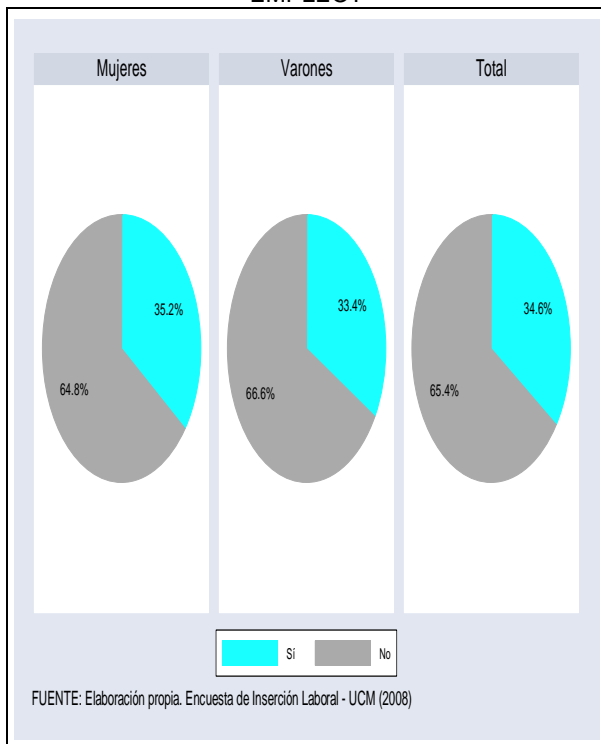 Mujeres Varones Total
35.2% 33.4% 34.6%
64.8% 66.6% 65.4%
Sí No
FUENTE: Elaboración propia. Encuesta de Inserción Laboral - UCM (2008)